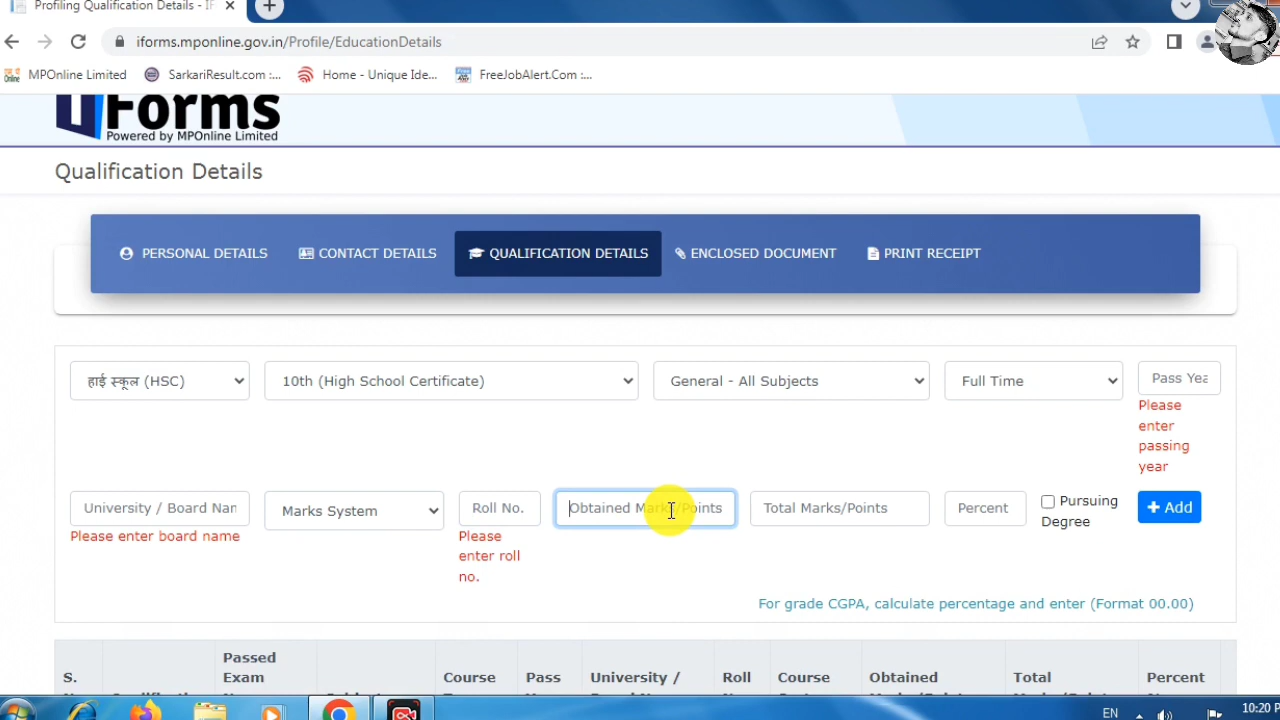 Profiling Qualification Details - IF
iforms.mponline.gov.in/Profile/EducationDetails
MPOnline Limited
SarkariResult.com :...
Home - Unique Ide...
FreeJobAlert.Com :...
iForms
Powered by MPOnline Limited
Qualification Details
PERSONAL DETAILS
CONTACT DETAILS
QUALIFICATION DETAILS
ENCLOSED DOCUMENT
PRINT RECEIPT
हाई स्कूल (HSC)
10th (High School Certificate)
General - All Subjects
Full Time
Pass Yea
Please
enter
passing
year
University / Board Nam
Marks System
Roll No.
Obtained Marks/Points
Total Marks/Points
Percent
Pursuing
Degree
+ Add
Please enter board name
Please
enter roll
no.
For grade CGPA, calculate percentage and enter (Format 00.00)
S.
Passed
Exam
Course
Pass
University /
Roll
Course
Obtained
Total
Percent
EN
10:20 P